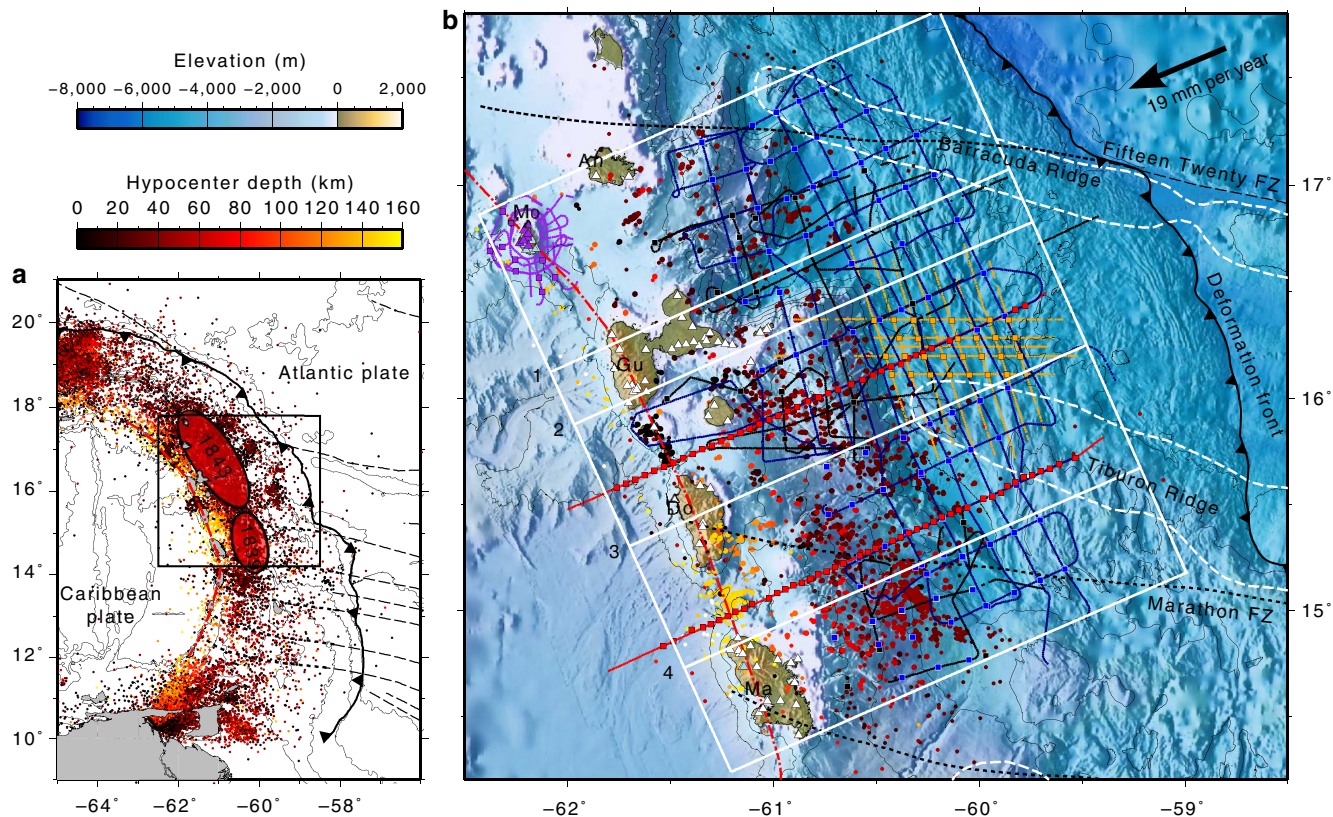 Elevation (m)
−8,000 −6,000 −4,000 −2,000 0 2,000
Hypocenter depth (km)
0 20 40 60 80 100 120 140 160
a
20˚
18˚
16˚
14˚
12˚
10˚
−64˚ −62˚ −60˚ −58˚
Atlantic plate
1843
Caribbean
plate
b
19 mm per year
An
Barracuda Ridge
Fifteen Twenty FZ
Mo
Deformation front
Gu
1
2
Do
Tiburon Ridge
3
Marathon FZ
4
Ma
17˚
16˚
15˚
−62˚ −61˚ −60˚ −59˚